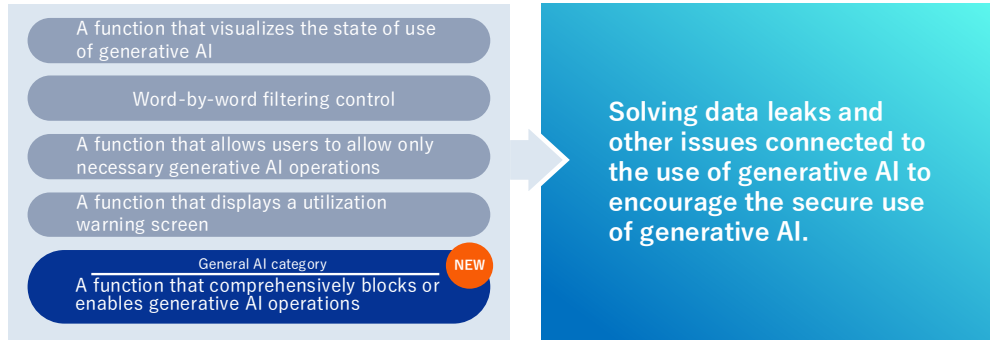 A function that visualizes the state of use
of generative AI
Word-by-word filtering control
A function that allows users to allow only
necessary generative AI operations
A function that displays a utilization
warning screen
General AI category
NEW
A function that comprehensively blocks or
enables generative AI operations
Solving data leaks and
other issues connected to
the use of generative AI to
encourage the secure use
of generative AI.